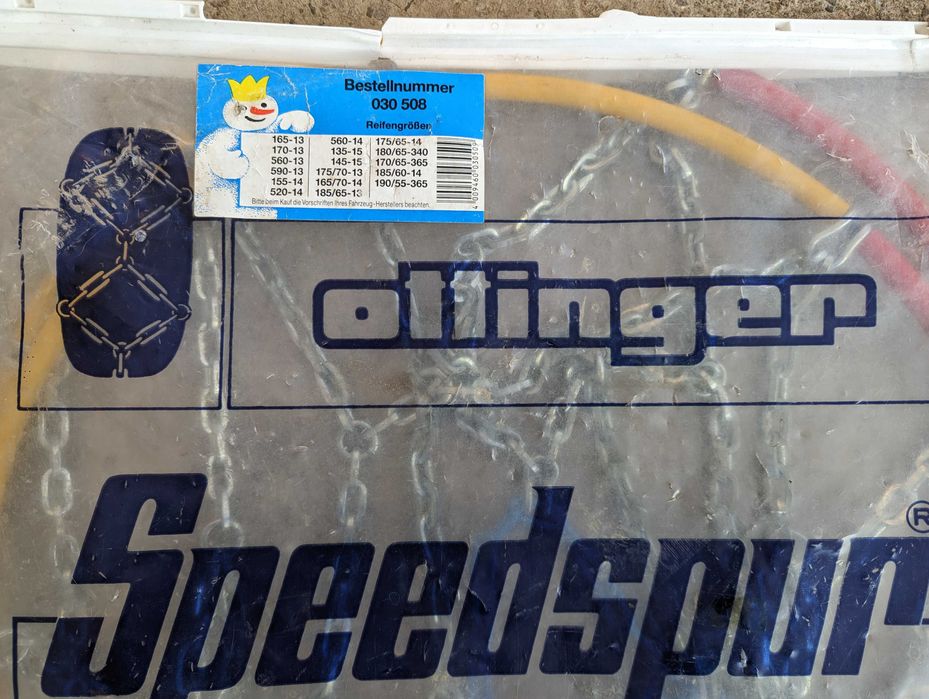 Bestellnummer
030 508
Reifengrößen
165-13 560-14 175/65-14
170-13 135-15 180/65-340
560-13 145-15 170/65-365
590-13 175/70-13 185/60-14
155-14 165/70-14 190/55-365
520-14 185/65-13
Bitte beim Kauf die Vorschriften Ihres Fahrzeug-Herstellers beachten.
4 009460 030809
ottinger
Speedspur ®